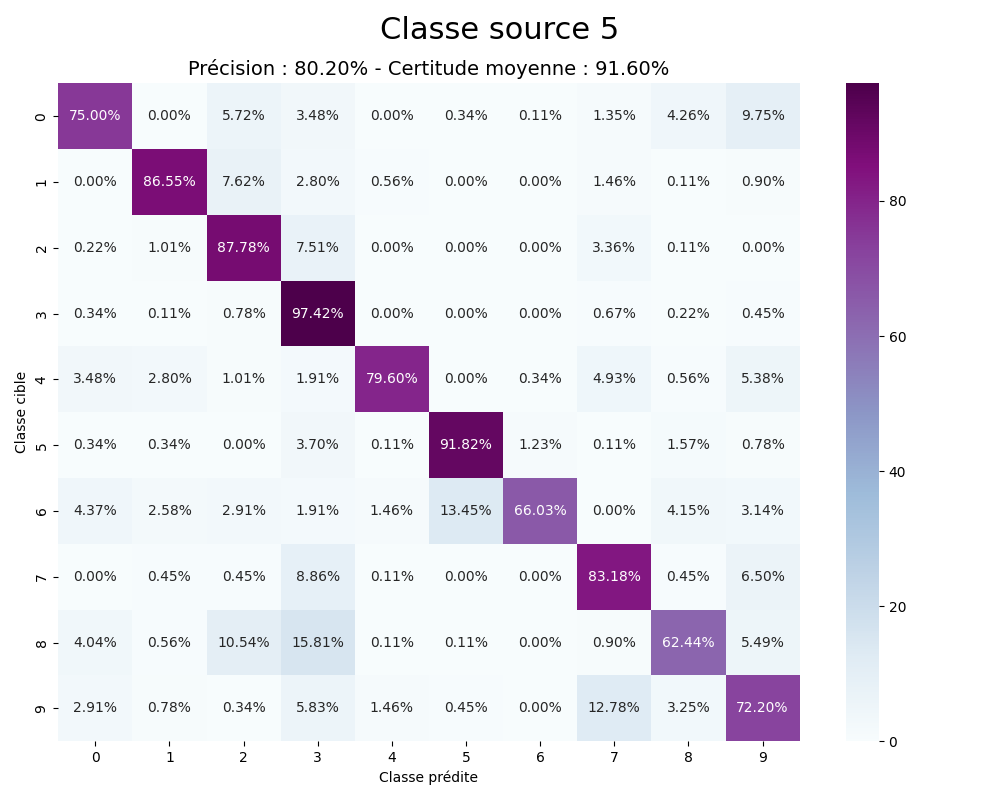 Classe source 5
Précision : 80.20% - Certitude moyenne : 91.60%
0 75.00% 0.00% 5.72% 3.48% 0.00% 0.34% 0.11% 1.35% 4.26% 9.75%
1 0.00% 86.55% 7.62% 2.80% 0.56% 0.00% 0.00% 1.46% 0.11% 0.90%
2 0.22% 1.01% 87.78% 7.51% 0.00% 0.00% 0.00% 3.36% 0.11% 0.00%
3 0.34% 0.11% 0.78% 97.42% 0.00% 0.00% 0.00% 0.67% 0.22% 0.45%
4 3.48% 2.80% 1.01% 1.91% 79.60% 0.00% 0.34% 4.93% 0.56% 5.38%
5 0.34% 0.34% 0.00% 3.70% 0.11% 91.82% 1.23% 0.11% 1.57% 0.78%
6 4.37% 2.58% 2.91% 1.91% 1.46% 13.45% 66.03% 0.00% 4.15% 3.14%
7 0.00% 0.45% 0.45% 8.86% 0.11% 0.00% 0.00% 83.18% 0.45% 6.50%
8 4.04% 0.56% 10.54% 15.81% 0.11% 0.11% 0.00% 0.90% 62.44% 5.49%
9 2.91% 0.78% 0.34% 5.83% 1.46% 0.45% 0.00% 12.78% 3.25% 72.20%
0 1 2 3 4 5 6 7 8 9
Classe prédite
Classe cible
80
60
40
20
0